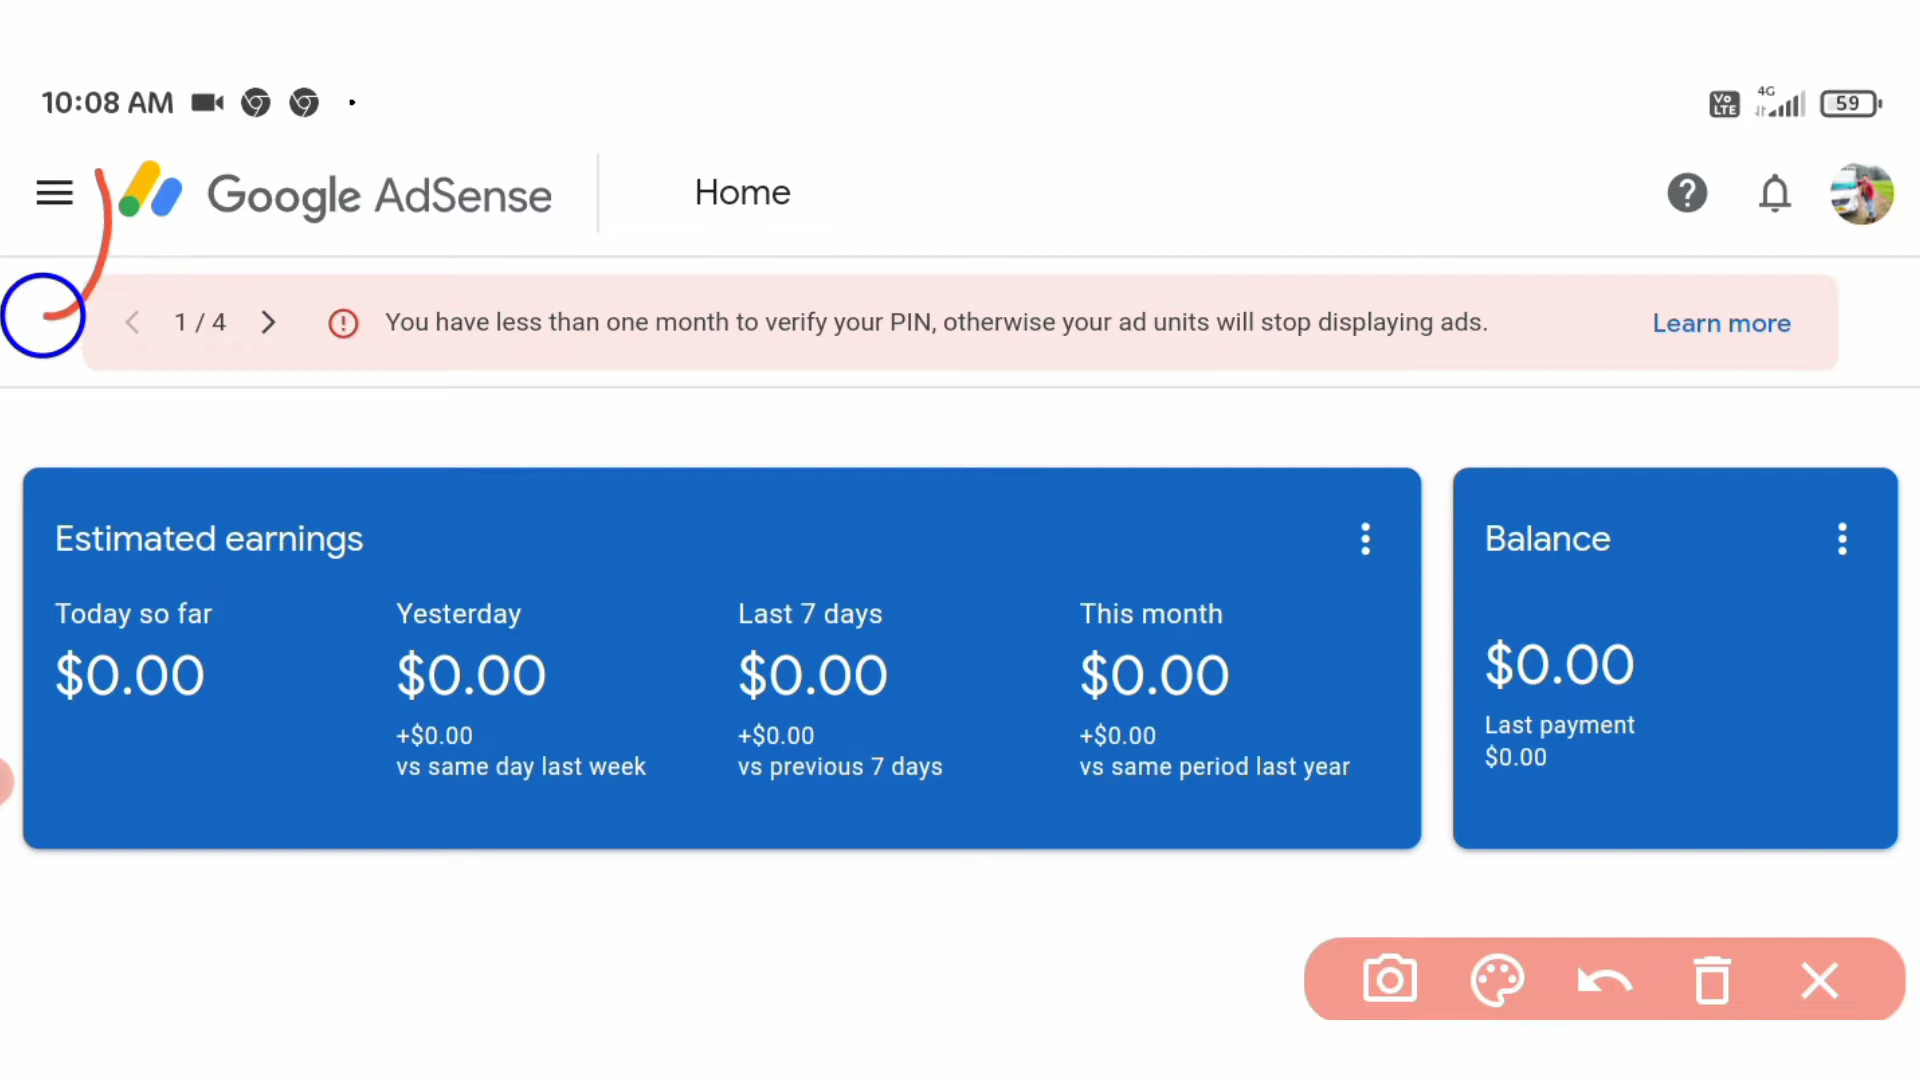 10:08 AM
Vo LTE 4G 59
Google AdSense
Home
1 / 4
You have less than one month to verify your PIN, otherwise your ad units will stop displaying ads.
Learn more
Estimated earnings
Today so far
$0.00
Yesterday
$0.00
+$0.00
vs same day last week
Last 7 days
$0.00
+$0.00
vs previous 7 days
This month
$0.00
+$0.00
vs same period last year
Balance
$0.00
Last payment
$0.00